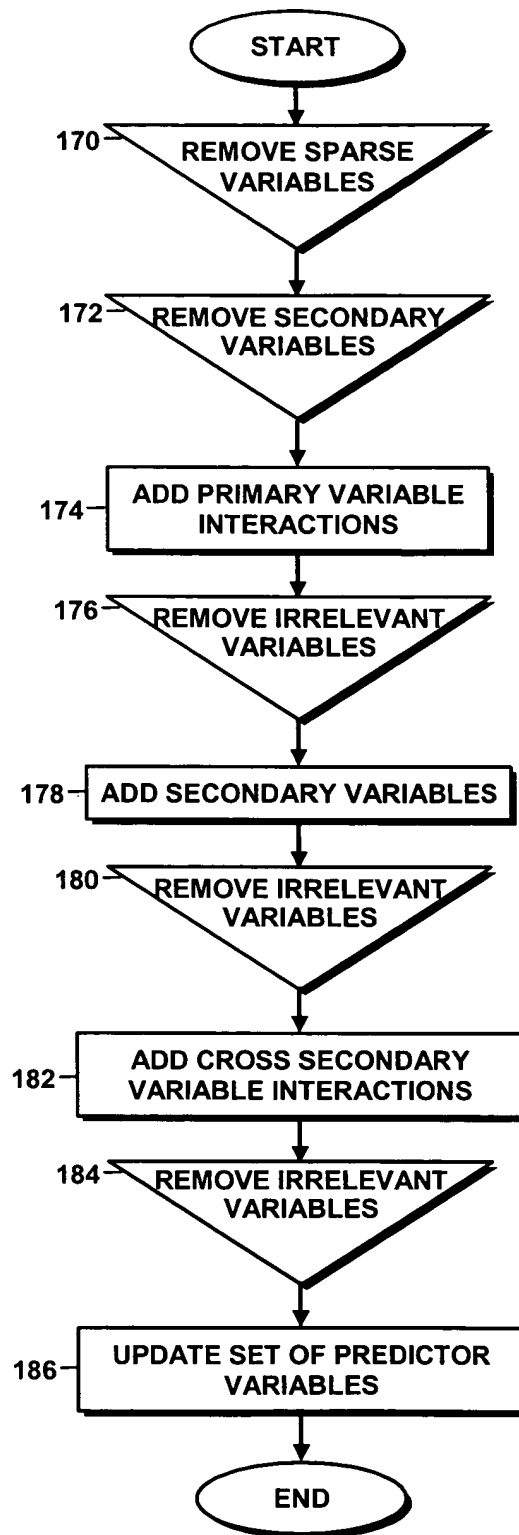 START
170
REMOVE SPARSE
VARIABLES
172
REMOVE SECONDARY
VARIABLES
174
ADD PRIMARY VARIABLE
INTERACTIONS
176
REMOVE IRRELEVANT
VARIABLES
178
ADD SECONDARY VARIABLES
180
REMOVE IRRELEVANT
VARIABLES
182
ADD CROSS SECONDARY
VARIABLE INTERACTIONS
184
REMOVE IRRELEVANT
VARIABLES
186
UPDATE SET OF PREDICTOR
VARIABLES
END